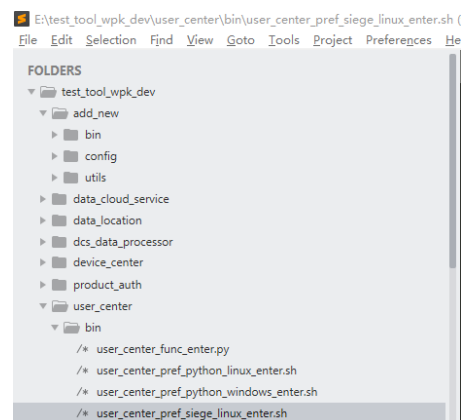 E:\test_tool_wpk_dev\user_center\bin\user_center_pref_siege_linux_enter.sh (
File Edit Selection Find View Goto Tools Project Preferences He
FOLDERS
test_tool_wpk_dev
add_new
bin
config
utils
data_cloud_service
data_location
dcs_data_processor
device_center
product_auth
user_center
bin
/* user_center_func_enter.py
/* user_center_pref_python_linux_enter.sh
/* user_center_pref_python_windows_enter.sh
/* user_center_pref_siege_linux_enter.sh